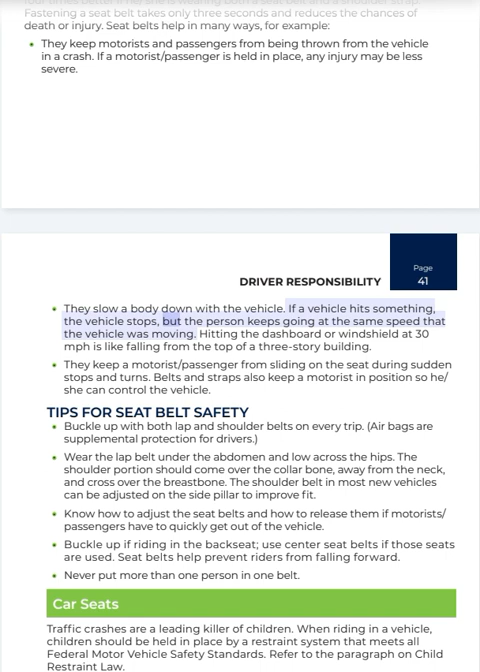 four times better if he/she is wearing both a seat belt and a shoulder strap.
Fastening a seat belt takes only three seconds and reduces the chances of
death or injury. Seat belts help in many ways, for example:
• They keep motorists and passengers from being thrown from the vehicle
in a crash. If a motorist/passenger is held in place, any injury may be less
severe.
Page
DRIVER RESPONSIBILITY 41
• They slow a body down with the vehicle. If a vehicle hits something,
the vehicle stops, but the person keeps going at the same speed that
the vehicle was moving. Hitting the dashboard or windshield at 30
mph is like falling from the top of a three-story building.
• They keep a motorist/passenger from sliding on the seat during sudden
stops and turns. Belts and straps also keep a motorist in position so he/
she can control the vehicle.
TIPS FOR SEAT BELT SAFETY
• Buckle up with both lap and shoulder belts on every trip. (Air bags are
supplemental protection for drivers.)
• Wear the lap belt under the abdomen and low across the hips. The
shoulder portion should come over the collar bone, away from the neck,
and cross over the breastbone. The shoulder belt in most new vehicles
can be adjusted on the side pillar to improve fit.
• Know how to adjust the seat belts and how to release them if motorists/
passengers have to quickly get out of the vehicle.
• Buckle up if riding in the backseat; use center seat belts if those seats
are used. Seat belts help prevent riders from falling forward.
• Never put more than one person in one belt.
Car Seats
Traffic crashes are a leading killer of children. When riding in a vehicle,
children should be held in place by a restraint system that meets all
Federal Motor Vehicle Safety Standards. Refer to the paragraph on Child
Restraint Law.